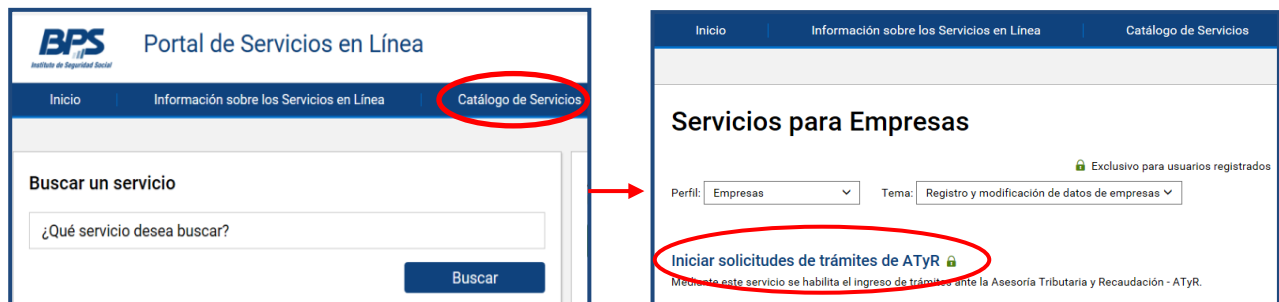 BPS
Instituto de Seguridad Social
Portal de Servicios en Línea
Inicio Información sobre los Servicios en Línea Catálogo de Servicios
Buscar un servicio
¿Qué servicio desea buscar?
Buscar
Inicio Información sobre los Servicios en Línea Catálogo de Servicios
Servicios para Empresas
Exclusivo para usuarios registrados
Perfil: Empresas Tema: Registro y modificación de datos de empresas
Iniciar solicitudes de trámites de ATyR
Mediante este servicio se habilita el ingreso de trámites ante la Asesoría Tributaria y Recaudación - ATyR.